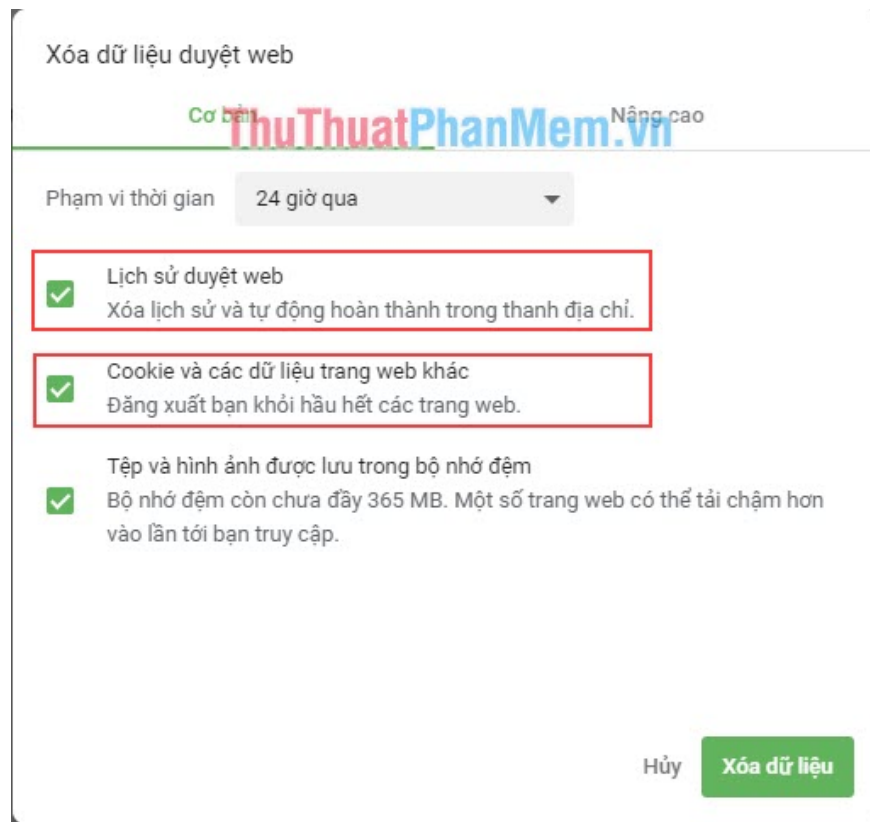 Xóa dữ liệu duyệt web
Cơ bản
Nâng cao
ThuThuatPhanMem.vn
Phạm vi thời gian 24 giờ qua
Lịch sử duyệt web
Xóa lịch sử và tự động hoàn thành trong thanh địa chỉ.
Cookie và các dữ liệu trang web khác
Đăng xuất bạn khỏi hầu hết các trang web.
Tệp và hình ảnh được lưu trong bộ nhớ đệm
Bộ nhớ đệm còn chưa đầy 365 MB. Một số trang web có thể tải chậm hơn
vào lần tới bạn truy cập.
Hủy Xóa dữ liệu